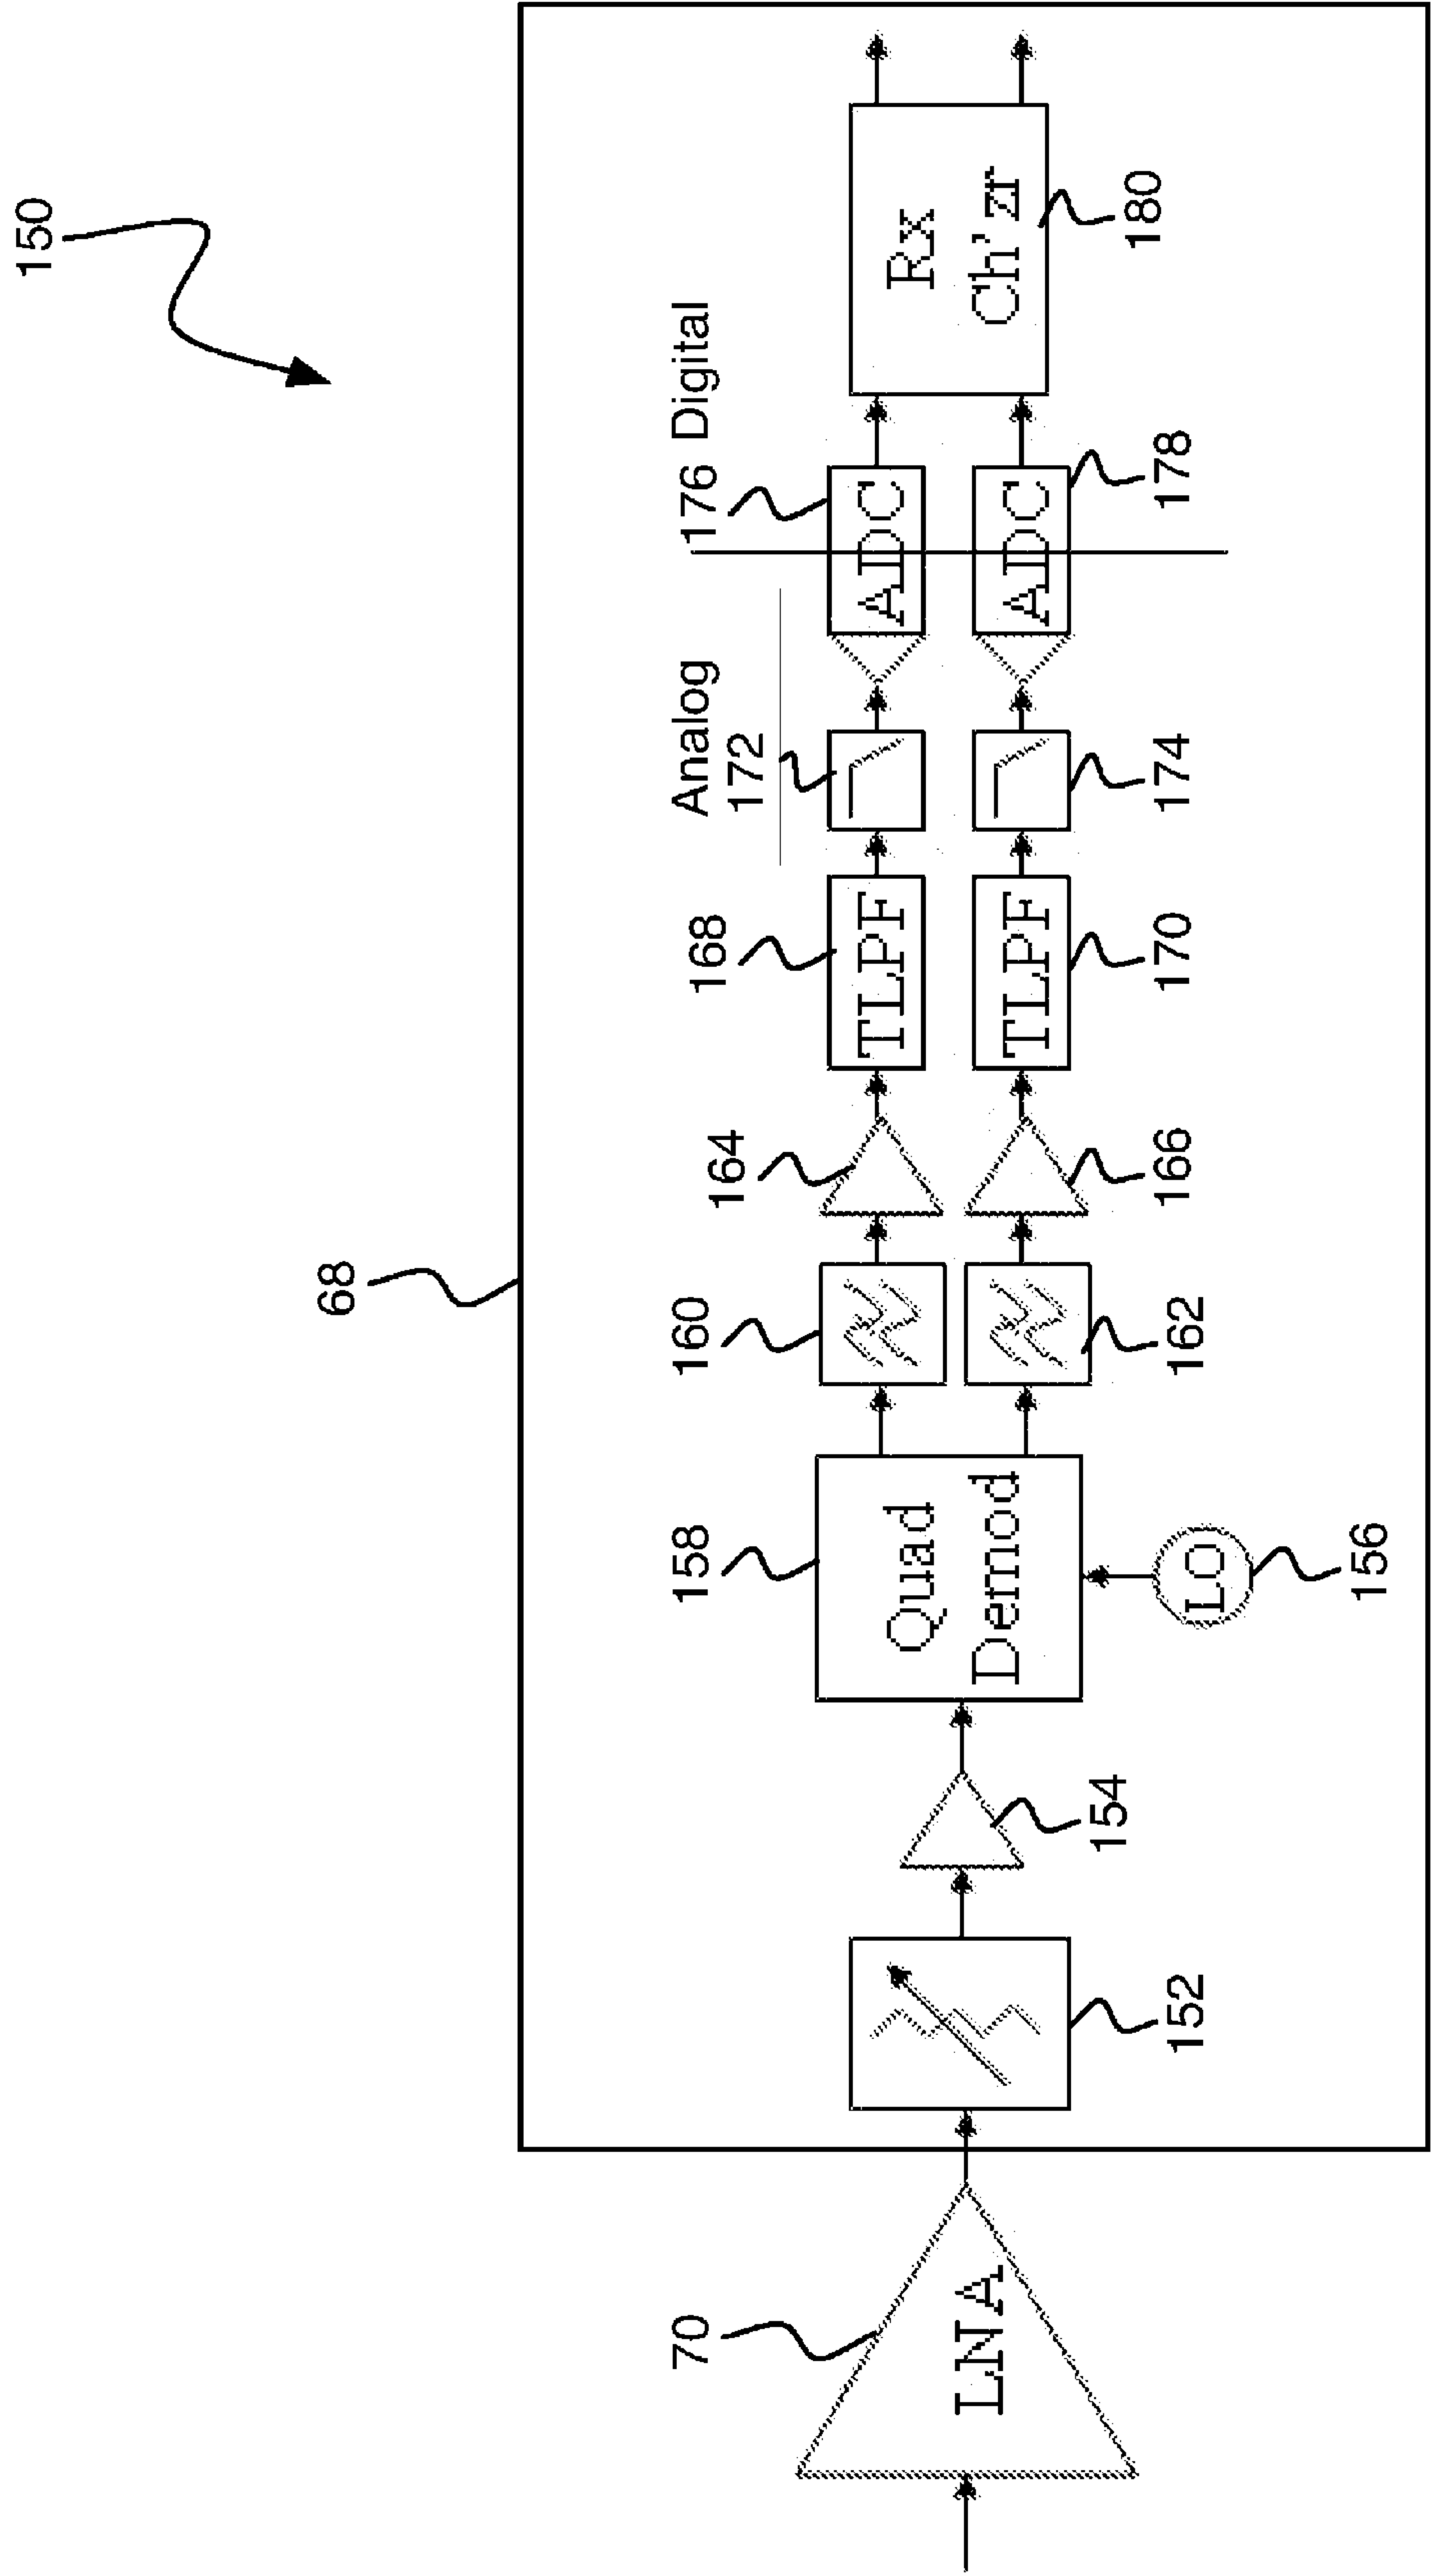 150
68
Analog
Digital
70
LNA
152
154
158
Quad
Demod
LO
156
160
162
164
166
168
TLPF
TLPF
170
172
174
176
ADC
ADC
178
Rx
Ch'zr
180